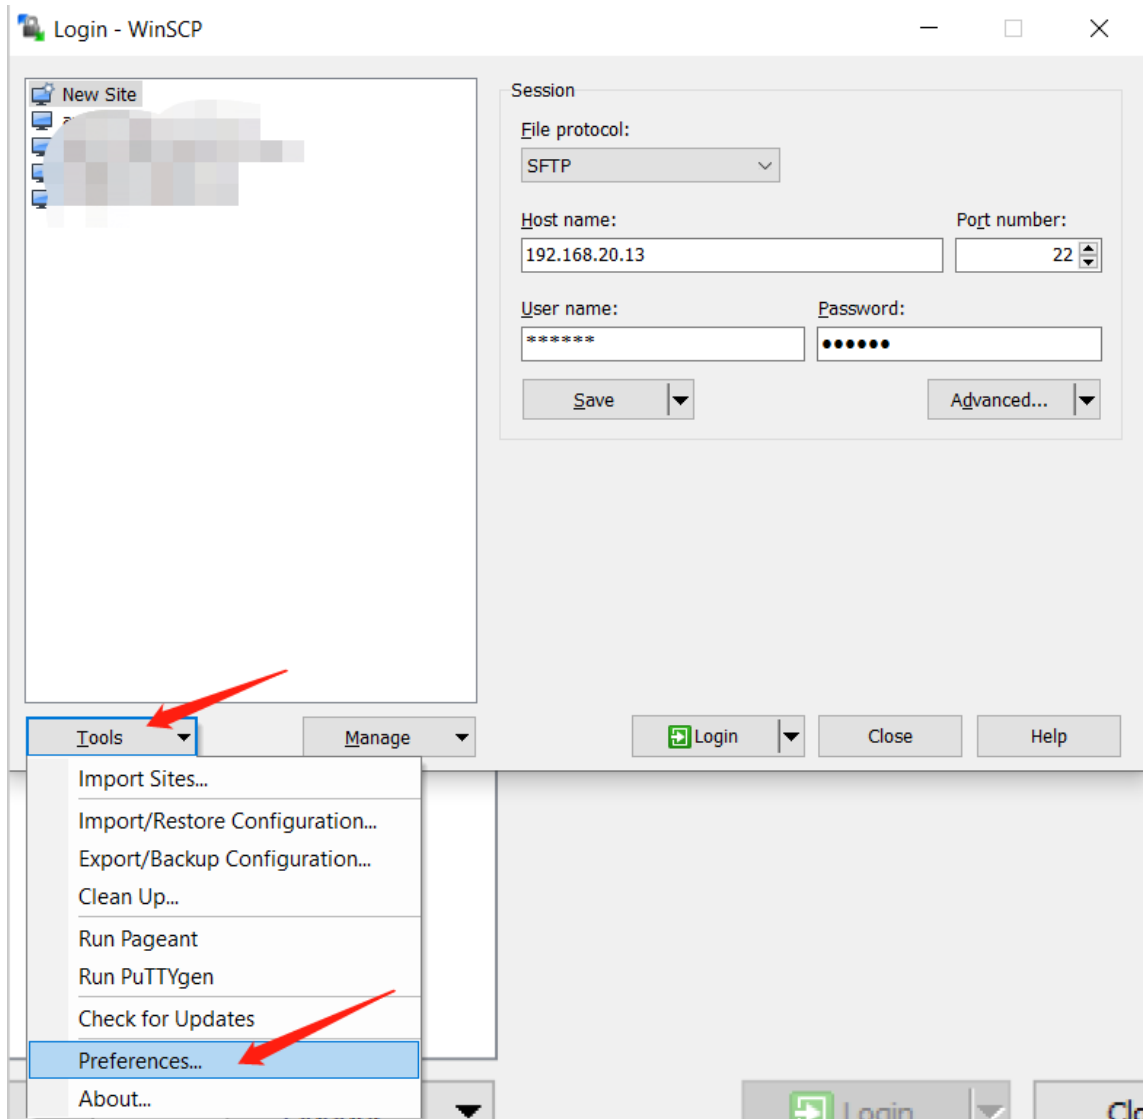 Login - WinSCP
New Site
Session
File protocol:
SFTP
Host name:
Port number:
192.168.20.13
22
User name:
Password:
******
●●●●●●
Save
Advanced...
Tools
Manage
Login
Close
Help
Import Sites...
Import/Restore Configuration...
Export/Backup Configuration...
Clean Up...
Run Pageant
Run PuTTYgen
Check for Updates
Preferences...
About...
Login
Clo